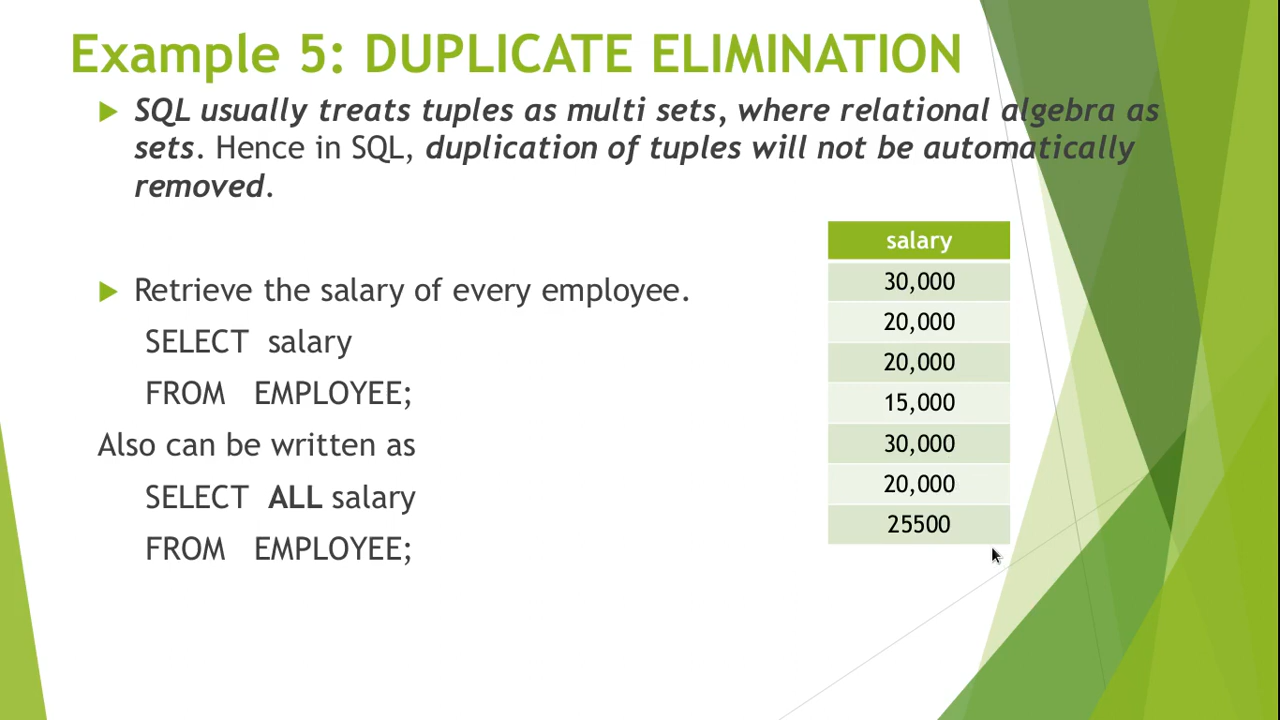 Example 5: DUPLICATE ELIMINATION
SQL usually treats tuples as multi sets, where relational algebra as
sets. Hence in SQL, duplication of tuples will not be automatically
removed.
Retrieve the salary of every employee.
SELECT salary
FROM EMPLOYEE;
Also can be written as
SELECT ALL salary
FROM EMPLOYEE;
salary
30,000
20,000
20,000
15,000
30,000
20,000
25500